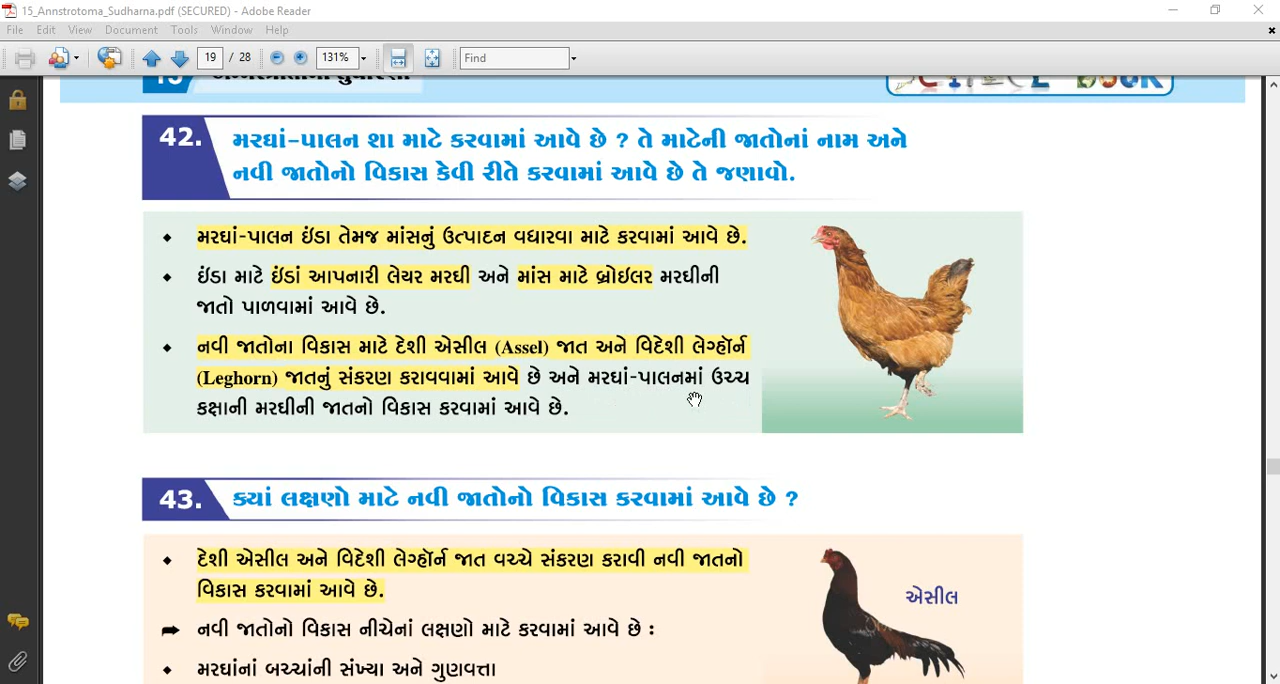 15_Annstrotoma_Sudharna.pdf (SECURED) - Adobe Reader
File Edit View Document Tools Window Help
19 / 28 131% Find
42. મરઘાં-પાલન શા માટે કરવામાં આવે છે ? તે માટેની જાતોનાં નામ અને
નવી જાતોનો વિકાસ કેવી રીતે કરવામાં આવે છે તે જણાવો.
મરઘાં-પાલન ઈંડા તેમજ માંસનું ઉત્પાદન વધારવા માટે કરવામાં આવે છે.
ઈંડા માટે ઈંડાં આપનારી લેયર મરઘી અને માંસ માટે બ્રોઇલર મરઘીની
જાતો પાળવામાં આવે છે.
નવી જાતોના વિકાસ માટે દેશી એસીલ (Assel) જાત અને વિદેશી લેગ્હૉર્ન
(Leghorn) જાતનું સંકરણ કરાવવામાં આવે છે અને મરઘાં-પાલનમાં ઉચ્ચ
કક્ષાની મરઘીની જાતનો વિકાસ કરવામાં આવે છે.
43. ક્યાં લક્ષણો માટે નવી જાતોનો વિકાસ કરવામાં આવે છે ?
દેશી એસીલ અને વિદેશી લેગ્હૉર્ન જાત વચ્ચે સંકરણ કરાવી નવી જાતનો
વિકાસ કરવામાં આવે છે.
એસીલ
નવી જાતોનો વિકાસ નીચેનાં લક્ષણો માટે કરવામાં આવે છે :
મરઘાંનાં બચ્ચાંની સંખ્યા અને ગુણવત્તા